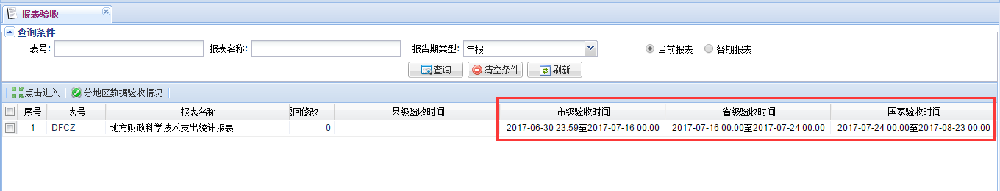 报表验收
查询条件
表号: 报表名称: 报告期类型: 年报 当前报表 各期报表
查询 清空条件 刷新
点击进入 分地区数据验收情况
序号 表号 报表名称 回修改 县级验收时间 市级验收时间 省级验收时间 国家验收时间
1 DFCZ 地方财政科学技术支出统计报表 0 2017-06-30 23:59至2017-07-16 00:00 2017-07-16 00:00至2017-07-24 00:00 2017-07-24 00:00至2017-08-23 00:00